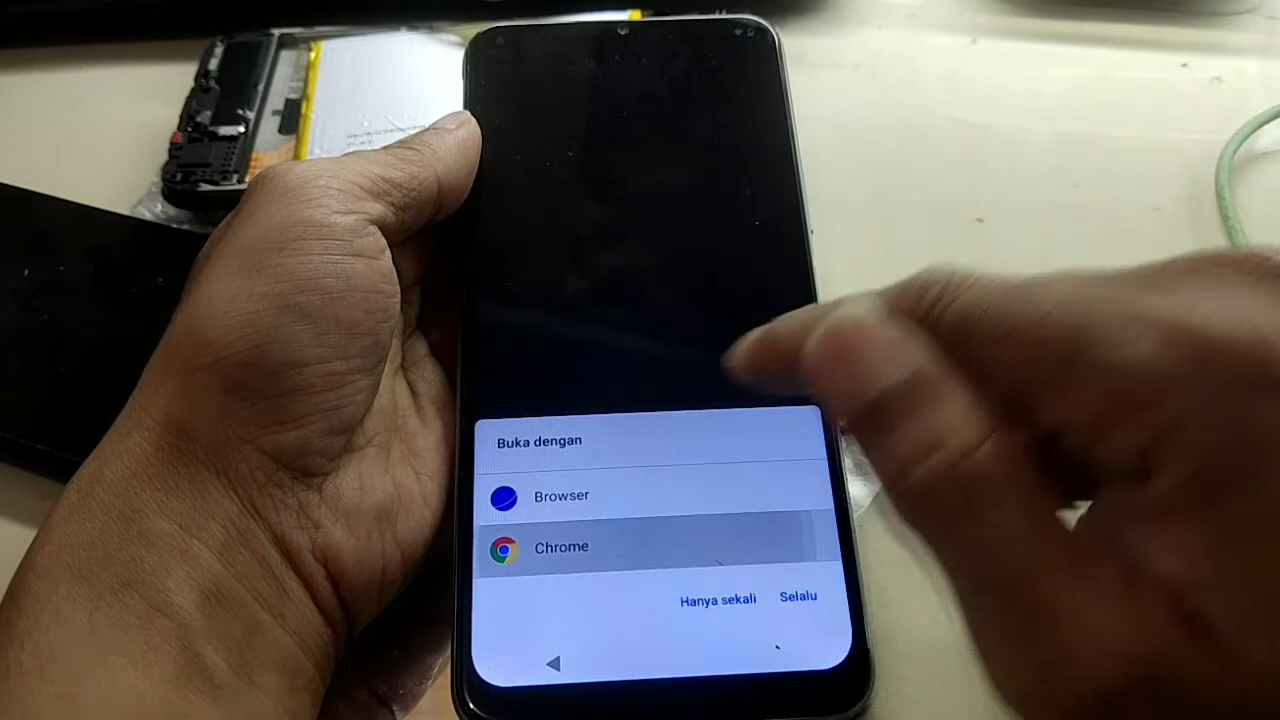 Buka dengan
Browser
Chrome
Hanya sekali
Selalu